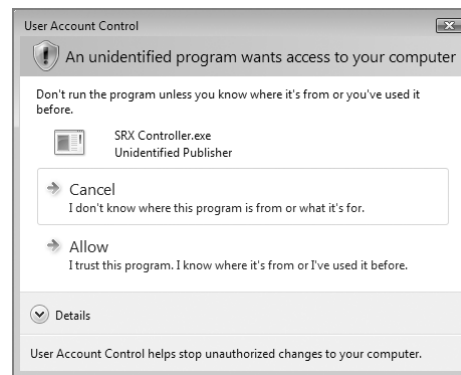 User Account Control
An unidentified program wants access to your computer
Don't run the program unless you know where it's from or you've used it
before.
SRX Controller.exe
Unidentified Publisher
Cancel
I don't know where this program is from or what it's for.
Allow
I trust this program. I know where it's from or I've used it before.
Details
User Account Control helps stop unauthorized changes to your computer.